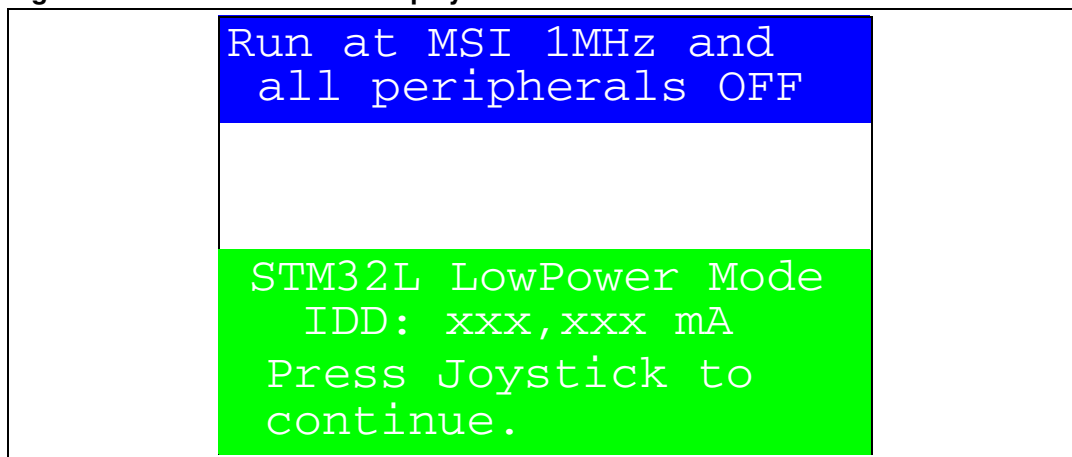 Run at MSI 1MHz and
all peripherals OFF
STM32L LowPower Mode
IDD: xxx,xxx mA
Press Joystick to
continue.